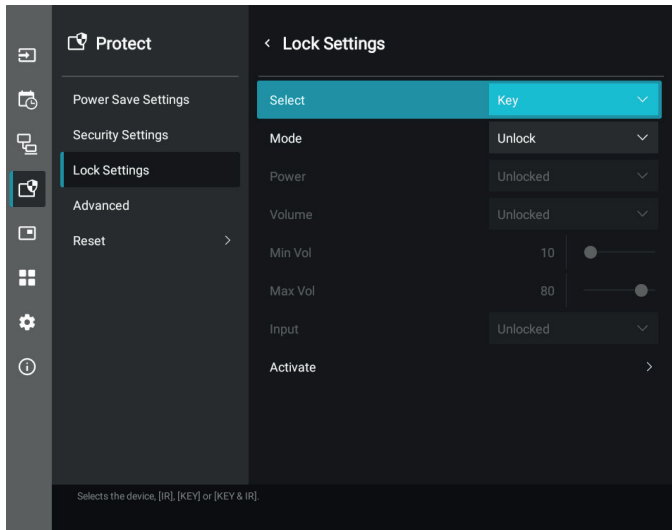 Protect
Power Save Settings
Security Settings
Lock Settings
Advanced
Reset
Lock Settings
Select Key
Mode Unlock
Power Unlocked
Volume Unlocked
Min Vol 10
Max Vol 80
Input Unlocked
Activate
Selects the device, [IR], [KEY] or [KEY & IR].